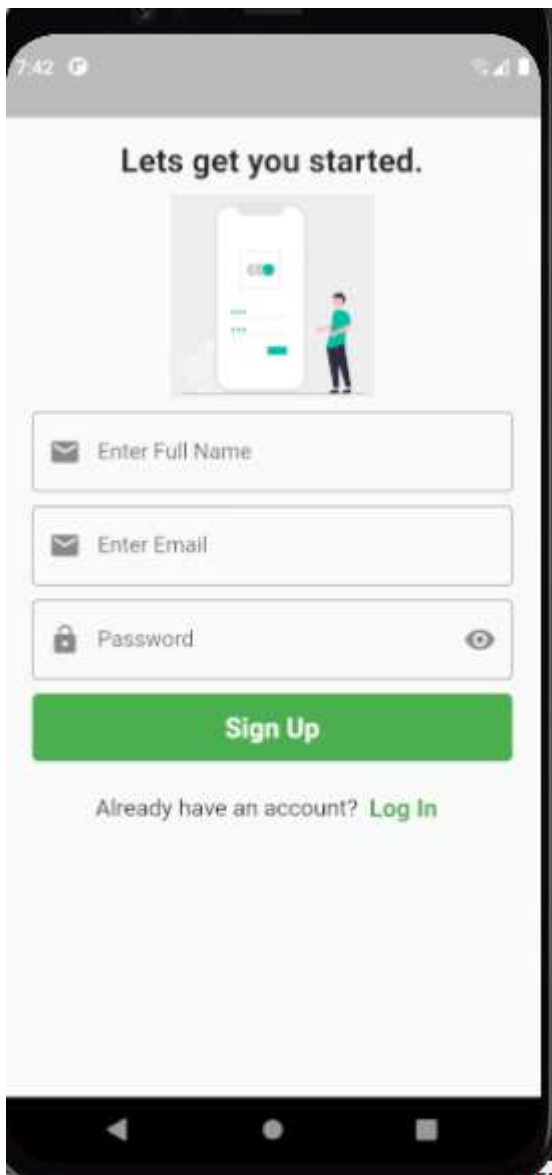 7:42
Lets get you started.
Enter Full Name
Enter Email
Password
Sign Up
Already have an account? Log In